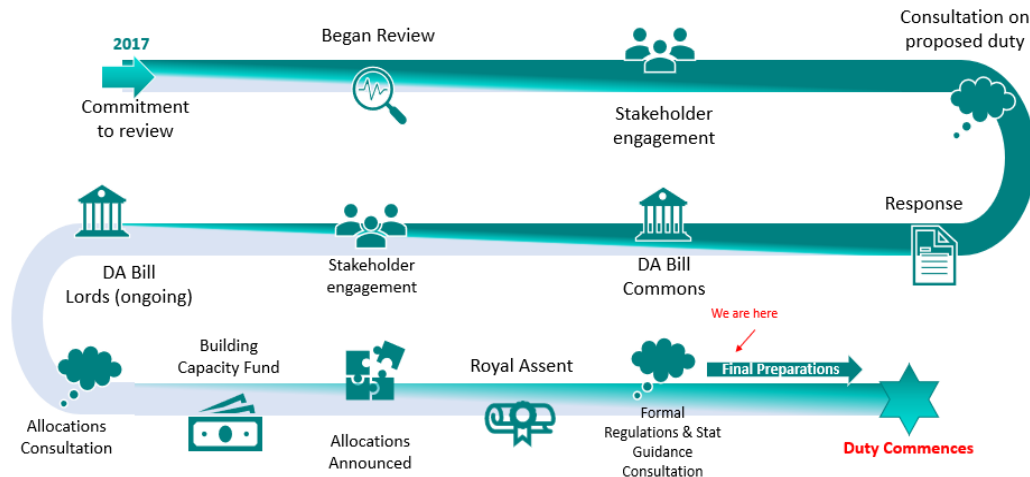 2017
Commitment
to review
Began Review
Stakeholder
engagement
Consultation on
proposed duty
Response
DA Bill
Commons
Stakeholder
engagement
DA Bill
Lords (ongoing)
Allocations
Consultation
Building
Capacity Fund
Allocations
Announced
Royal Assent
Formal
Regulations & Stat
Guidance
Consultation
We are here
Final Preparations
Duty Commences